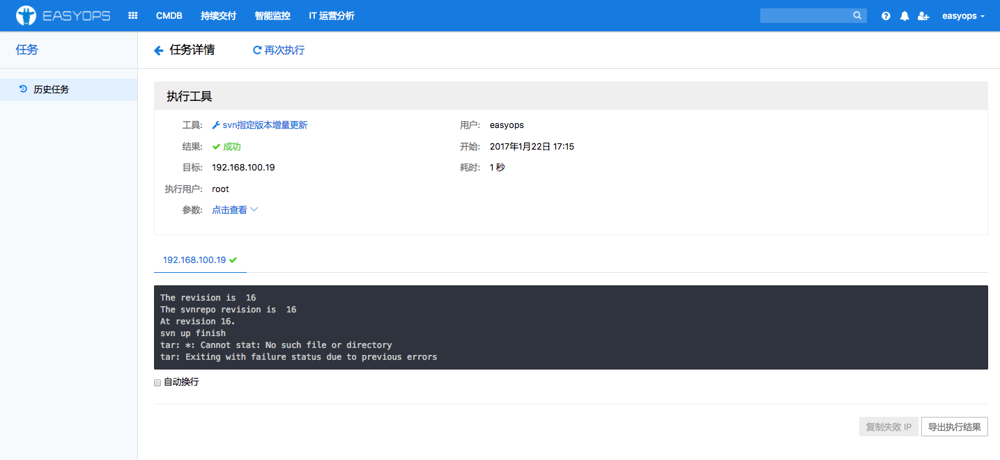 EASYOPS CMDB 持续交付 智能监控 IT 运营分析 easyops
任务
任务详情 再次执行
历史任务
执行工具
工具: svn指定版本增量更新 用户: easyops
结果: 成功 开始: 2017年1月22日 17:15
目标: 192.168.100.19 耗时: 1 秒
执行用户: root
参数: 点击查看
192.168.100.19
The revision is  16
The svnrepo revision is  16
At revision 16.
svn up finish
tar: *: Cannot stat: No such file or directory
tar: Exiting with failure status due to previous errors
自动换行
复制失败 IP 导出执行结果